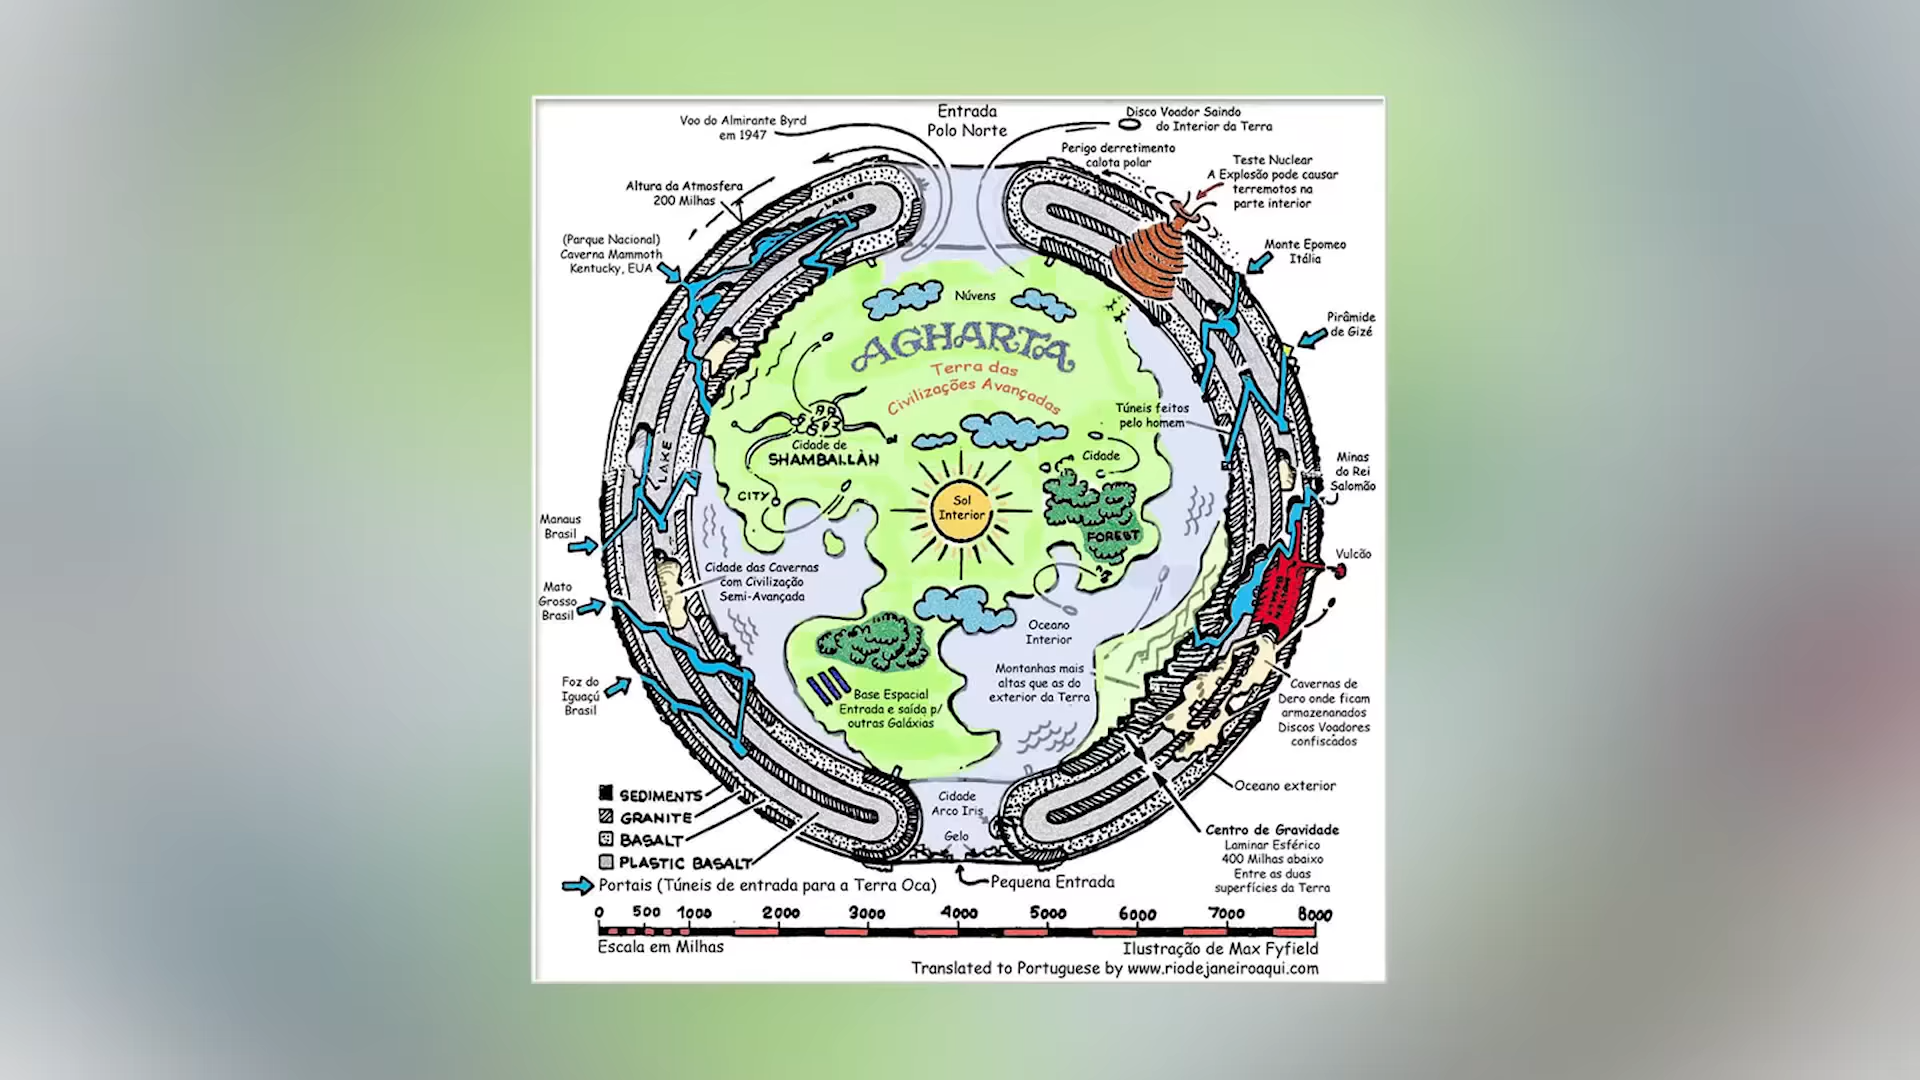 Entrada
Polo Norte
Voo do Almirante Byrd
em 1947
Disco Voador Saindo
do Interior da Terra
Perigo derretimento
calota polar
Teste Nuclear
A Explosão pode causar
terremotos na
parte interior
Altura da Atmosfera
200 Milhas
LAKE
(Parque Nacional)
Caverna Mammoth
Kentucky, EUA
Monte Epomeo
Itália
Pirâmide
de Gizé
Núvens
AGHARTA
Terra das
Civilizações Avançadas
Túneis feitos
pelo homem
Cidade de
SHAMBALLAH
CITY
Cidade
Sol
Interior
FOREST
LAKE
Minas
do Rei
Salomão
Manaus
Brasil
Vulcão
Mato
Grosso
Brasil
Cidade das Cavernas
com Civilização
Semi-Avançada
Oceano
Interior
Montanhas mais
altas que as do
exterior da Terra
Foz do
Iguaçú
Brasil
Base Espacial
Entrada e saída p/
outras Galáxias
Cavernas de
Dero onde ficam
armazenanados
Discos Voadores
confiscados
Oceano exterior
Cidade
Arco Iris
Gelo
SEDIMENTS
GRANITE
BASALT
PLASTIC BASALT
Centro de Gravidade
Laminar Esférico
400 Milhas abaixo
Entre as duas
superfícies da Terra
Portais (Túneis de entrada para a Terra Oca)
Pequena Entrada
0 500 1000 2000 3000 4000 5000 6000 7000 8000
Escala em Milhas
Ilustração de Max Fyfield
Translated to Portuguese by www.riodejaneiroaqui.com